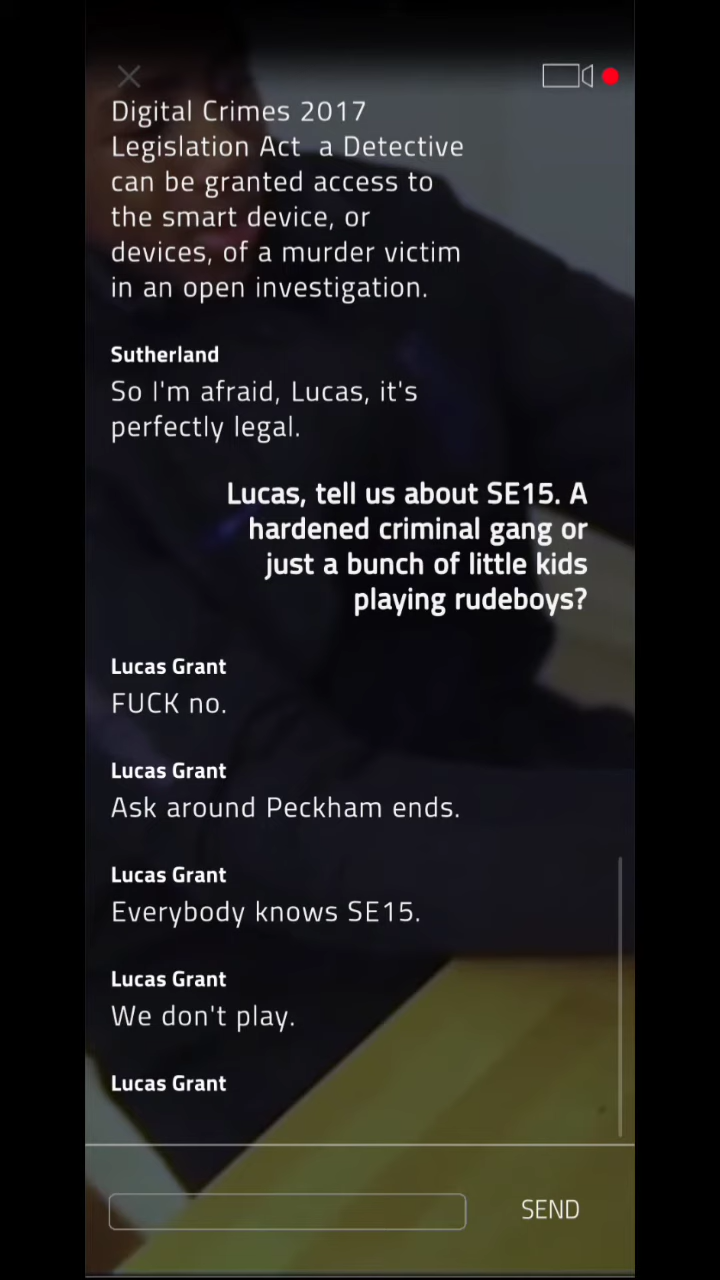 Digital Crimes 2017
Legislation Act  a Detective
can be granted access to
the smart device, or
devices, of a murder victim
in an open investigation.
Sutherland
So I'm afraid, Lucas, it's
perfectly legal.
Lucas, tell us about SE15. A
hardened criminal gang or
just a bunch of little kids
playing rudeboys?
Lucas Grant
FUCK no.
Lucas Grant
Ask around Peckham ends.
Lucas Grant
Everybody knows SE15.
Lucas Grant
We don't play.
Lucas Grant
SEND